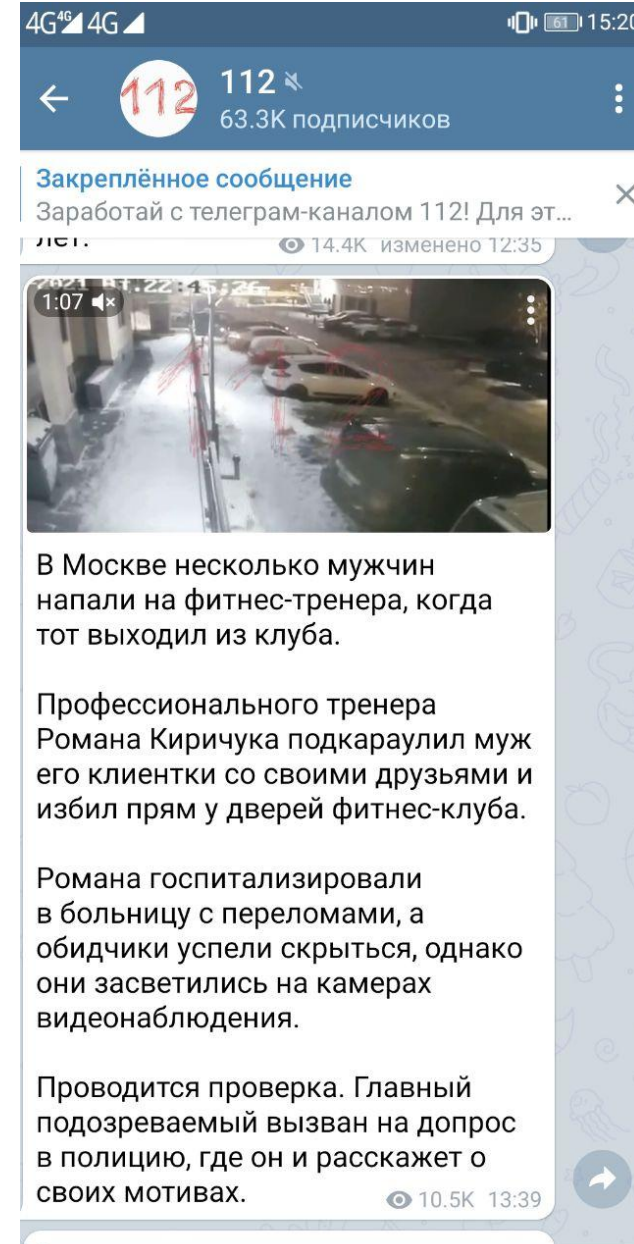 4G 4G 4G 61 15:20
112
112
63.3K подписчиков
Закреплённое сообщение
Заработай с телеграм-каналом 112! Для эт...
лет.
14.4K изменено 12:35
1:07
112
В Москве несколько мужчин
напали на фитнес-тренера, когда
тот выходил из клуба.
Профессионального тренера
Романа Киричука подкараулил муж
его клиентки со своими друзьями и
избил прям у дверей фитнес-клуба.
Романа госпитализировали
в больницу с переломами, а
обидчики успели скрыться, однако
они засветились на камерах
видеонаблюдения.
Проводится проверка. Главный
подозреваемый вызван на допрос
в полицию, где он и расскажет о
своих мотивах.
10.5K 13:39